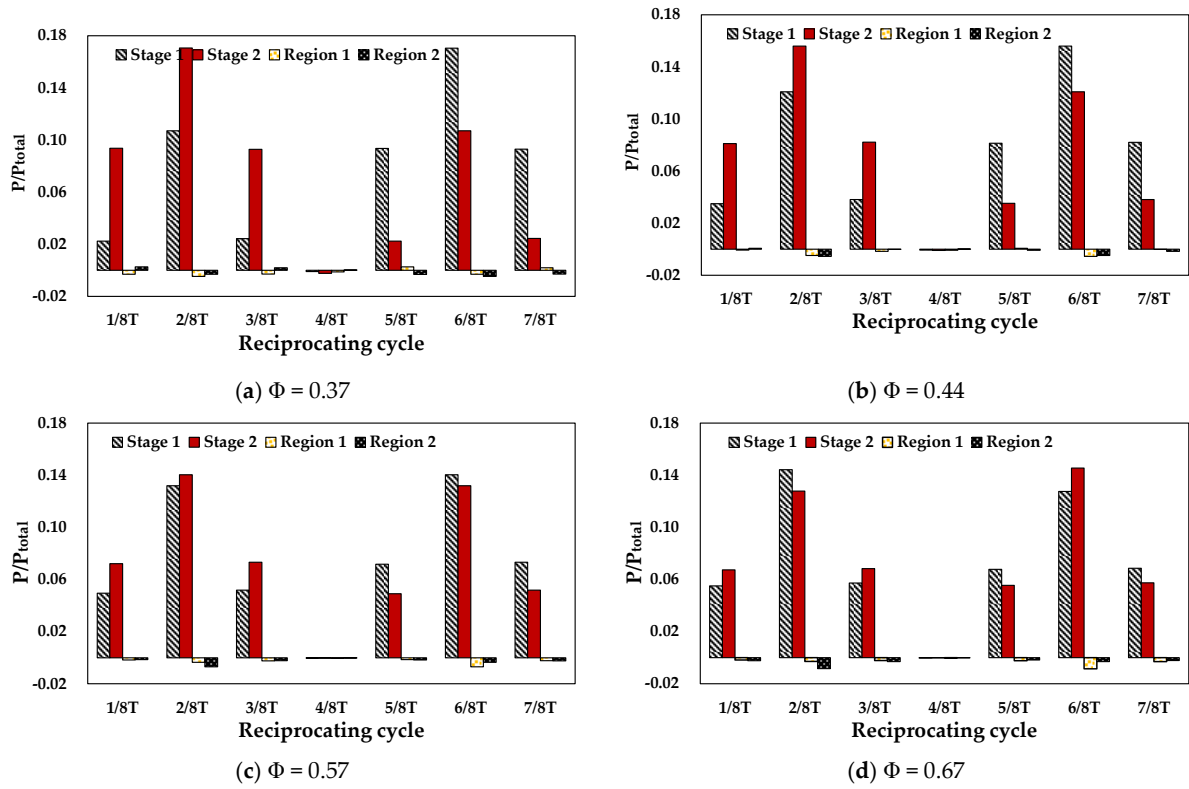 0.18
0.14
0.10
0.06
0.02
-0.02
P/Ptotal
Stage 1 Stage 2 Region 1 Region 2
1/8T 2/8T 3/8T 4/8T 5/8T 6/8T 7/8T
Reciprocating cycle
(a) Φ = 0.37
0.18
0.14
0.10
0.06
0.02
-0.02
P/Ptotal
Stage 1 Stage 2 Region 1 Region 2
1/8T 2/8T 3/8T 4/8T 5/8T 6/8T 7/8T
Reciprocating cycle
(b) Φ = 0.44
0.18
0.14
0.10
0.06
0.02
-0.02
P/Ptotal
Stage 1 Stage 2 Region 1 Region 2
1/8T 2/8T 3/8T 4/8T 5/8T 6/8T 7/8T
Reciprocating cycle
(c) Φ = 0.57
0.18
0.14
0.10
0.06
0.02
-0.02
P/Ptotal
Stage 1 Stage 2 Region 1 Region 2
1/8T 2/8T 3/8T 4/8T 5/8T 6/8T 7/8T
Reciprocating cycle
(d) Φ = 0.67